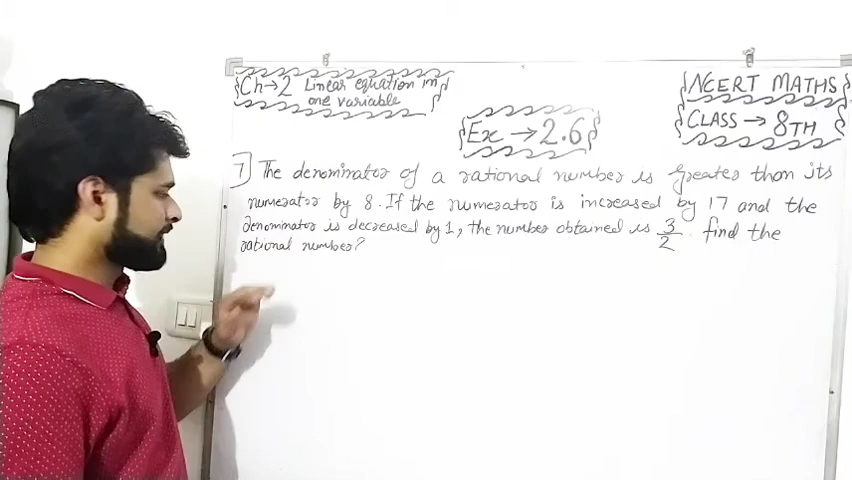 Ch→2 Linear equation in
one variable
NCERT MATHS
CLASS → 8TH
Ex → 2.6
7) The denominator of a rational number is greater than its
numerator by 8. If the numerator is increased by 17 and the
denominator is decreased by 1, the number obtained is 3/2. find the
rational number?